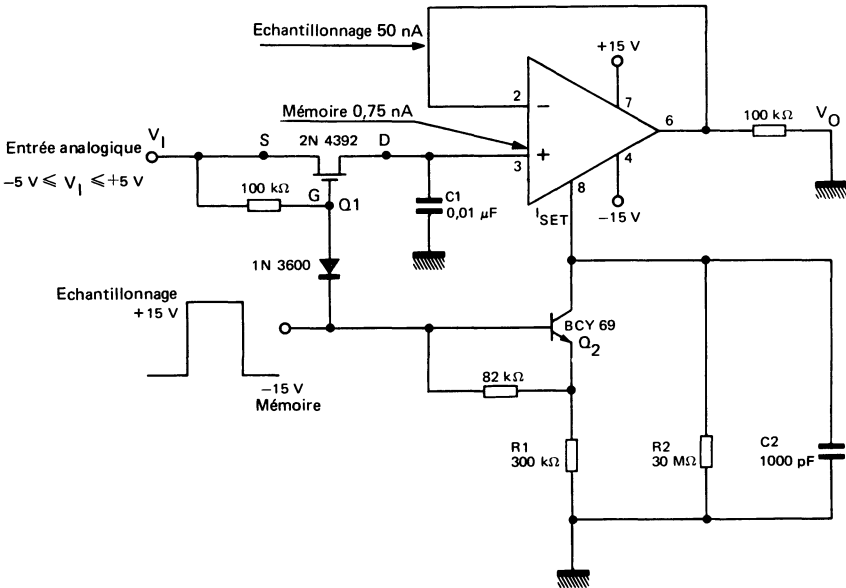 Echantillonnage 50 nA
+15 V
2
−
7
Mémoire 0,75 nA
6
100 kΩ
V_O
V_I
Entrée analogique
S
2N 4392
D
+
3
4
−5 V ⩽ V_I ⩽ +5 V
100 kΩ
G
Q1
C1
0,01 µF
8
I_SET
−15 V
1N 3600
Echantillonnage
+15 V
BCY 69
Q_2
−15 V
Mémoire
82 kΩ
R1
300 kΩ
R2
30 MΩ
C2
1000 pF